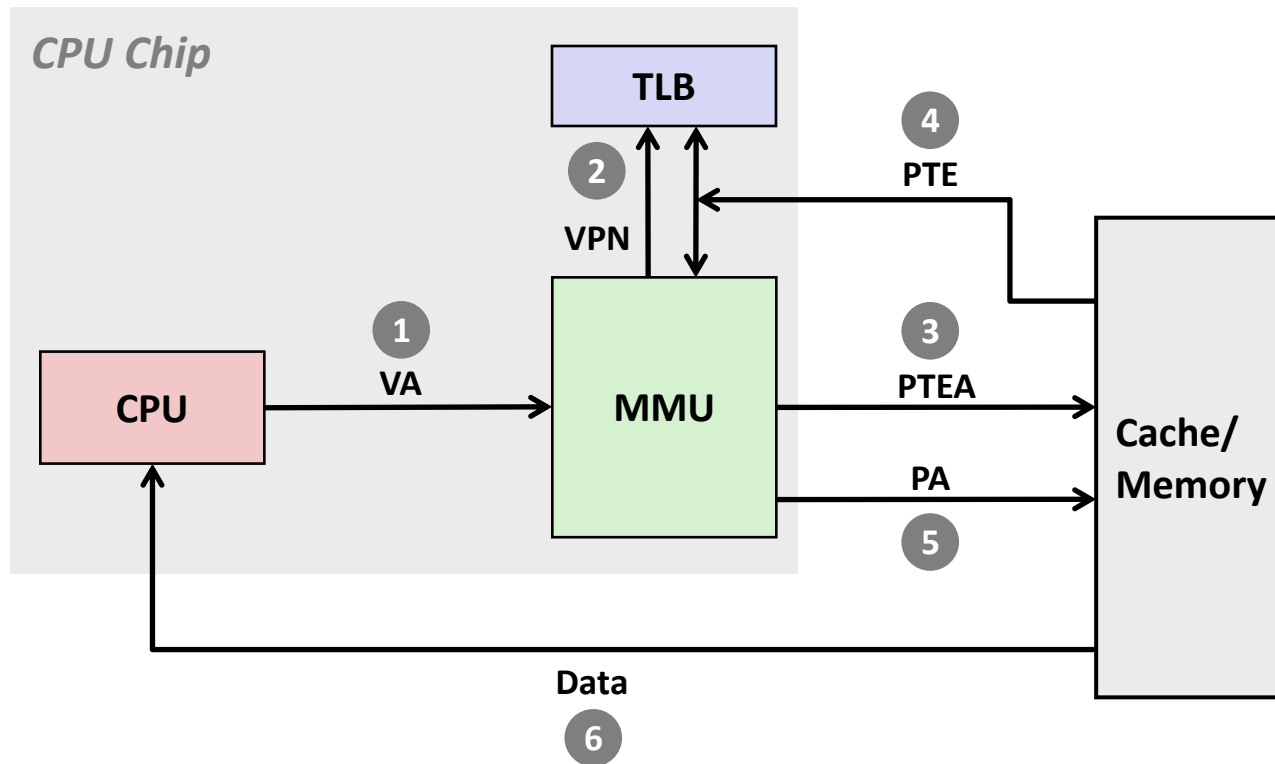 CPU Chip
TLB
4
PTE
2
VPN
1
VA
3
PTEA
CPU
MMU
Cache/
Memory
PA
5
Data
6